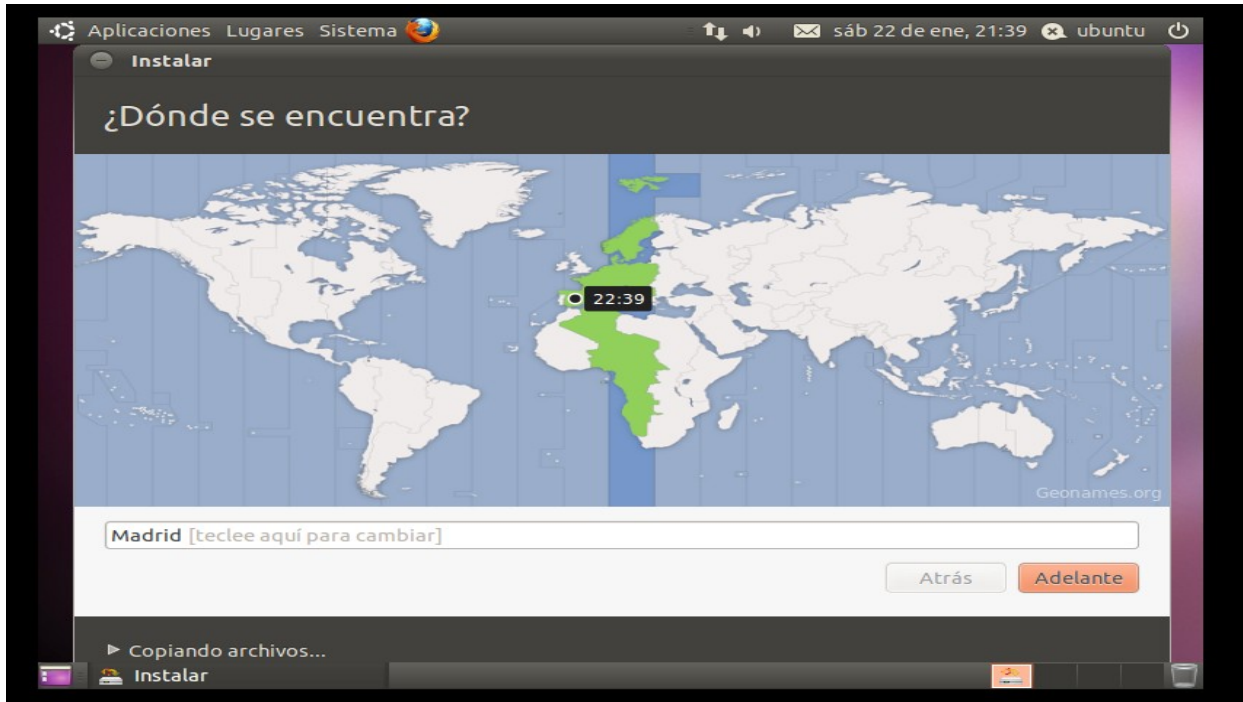 Aplicaciones Lugares Sistema sáb 22 de ene, 21:39 ubuntu
Instalar
¿Dónde se encuentra?
22:39
Geonames.org
Madrid [teclee aquí para cambiar]
Atrás Adelante
Copiando archivos...
Instalar